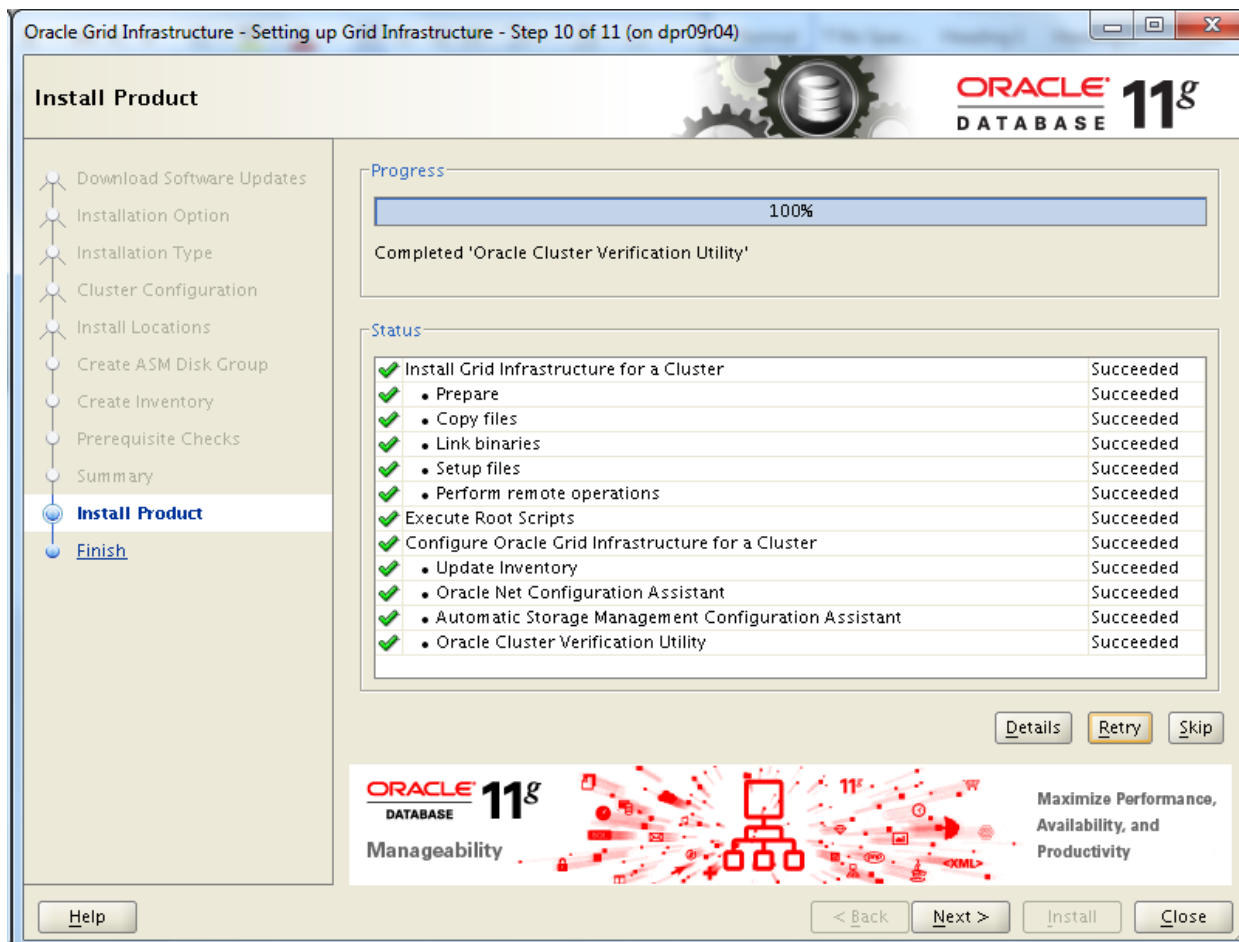 Oracle Grid Infrastructure - Setting up Grid Infrastructure - Step 10 of 11 (on dpr09r04)
Install Product
ORACLE DATABASE 11g
Download Software Updates
Installation Option
Installation Type
Cluster Configuration
Install Locations
Create ASM Disk Group
Create Inventory
Prerequisite Checks
Summary
Install Product
Finish
Progress
100%
Completed 'Oracle Cluster Verification Utility'
Status
Install Grid Infrastructure for a Cluster Succeeded
• Prepare Succeeded
• Copy files Succeeded
• Link binaries Succeeded
• Setup files Succeeded
• Perform remote operations Succeeded
Execute Root Scripts Succeeded
Configure Oracle Grid Infrastructure for a Cluster Succeeded
• Update Inventory Succeeded
• Oracle Net Configuration Assistant Succeeded
• Automatic Storage Management Configuration Assistant Succeeded
• Oracle Cluster Verification Utility Succeeded
Details Retry Skip
ORACLE DATABASE 11g
Manageability
11g
<XML>
Maximize Performance,
Availability, and
Productivity
Help < Back Next > Install Close